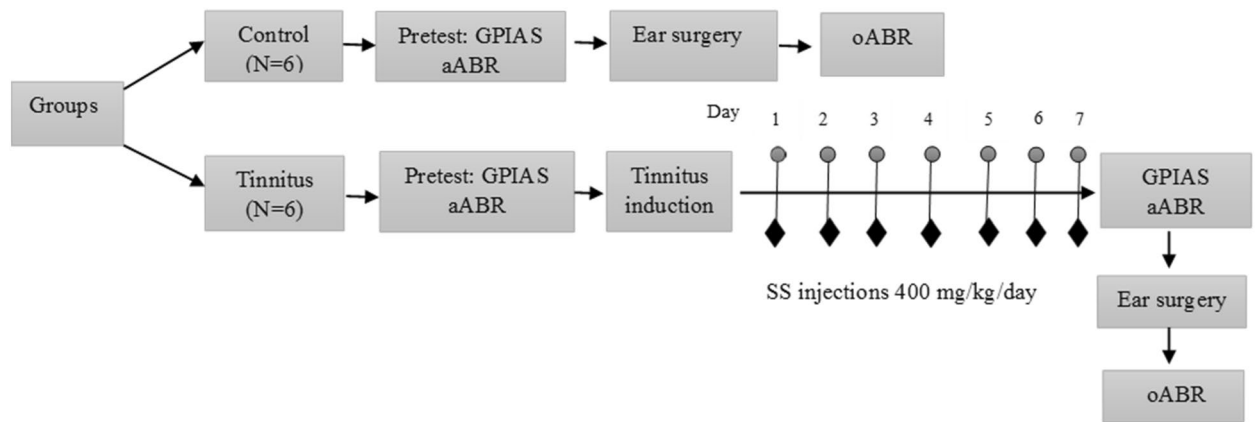 Groups
Control
(N=6)
Pretest: GPIAS
aABR
Ear surgery
oABR
Tinnitus
(N=6)
Pretest: GPIAS
aABR
Tinnitus
induction
Day 1 2 3 4 5 6 7
SS injections 400 mg/kg/day
GPIAS
aABR
Ear surgery
oABR